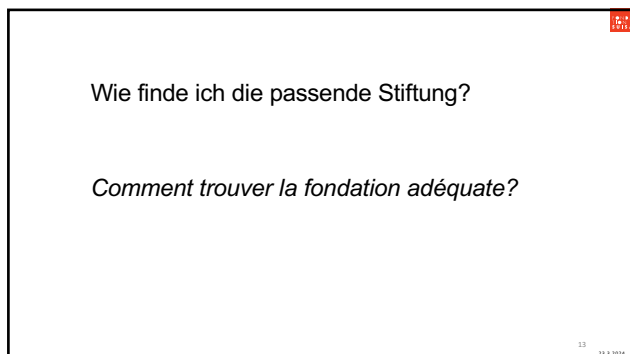 Wie finde ich die passende Stiftung?
Comment trouver la fondation adéquate?
13